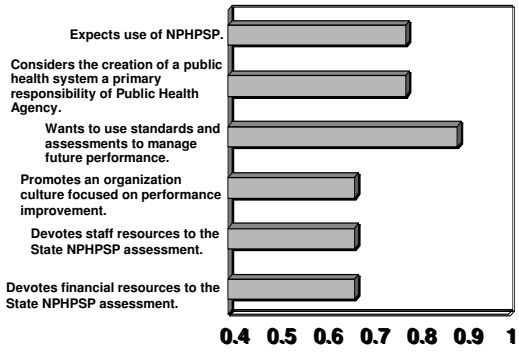 Expects use of NPHPSP.
Considers the creation of a public
health system a primary
responsibility of Public Health
Agency.
Wants to use standards and
assessments to manage
future performance.
Promotes an organization
culture focused on performance
improvement.
Devotes staff resources to the
State NPHPSP assessment.
Devotes financial resources to the
State NPHPSP assessment.
0.4 0.5 0.6 0.7 0.8 0.9 1